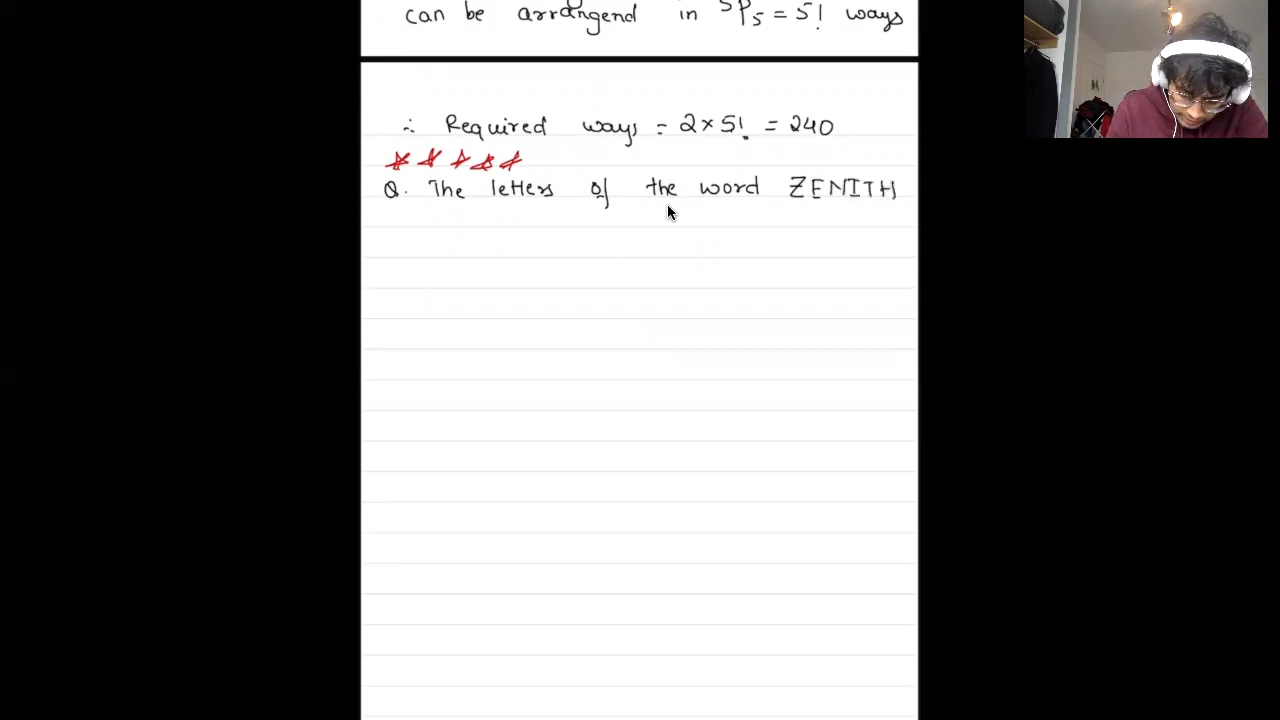 can be arrangend in ⁵P₅ = 5! ways
∴ Required ways = 2 × 5! = 240
Q. The letters of the word ZENITH